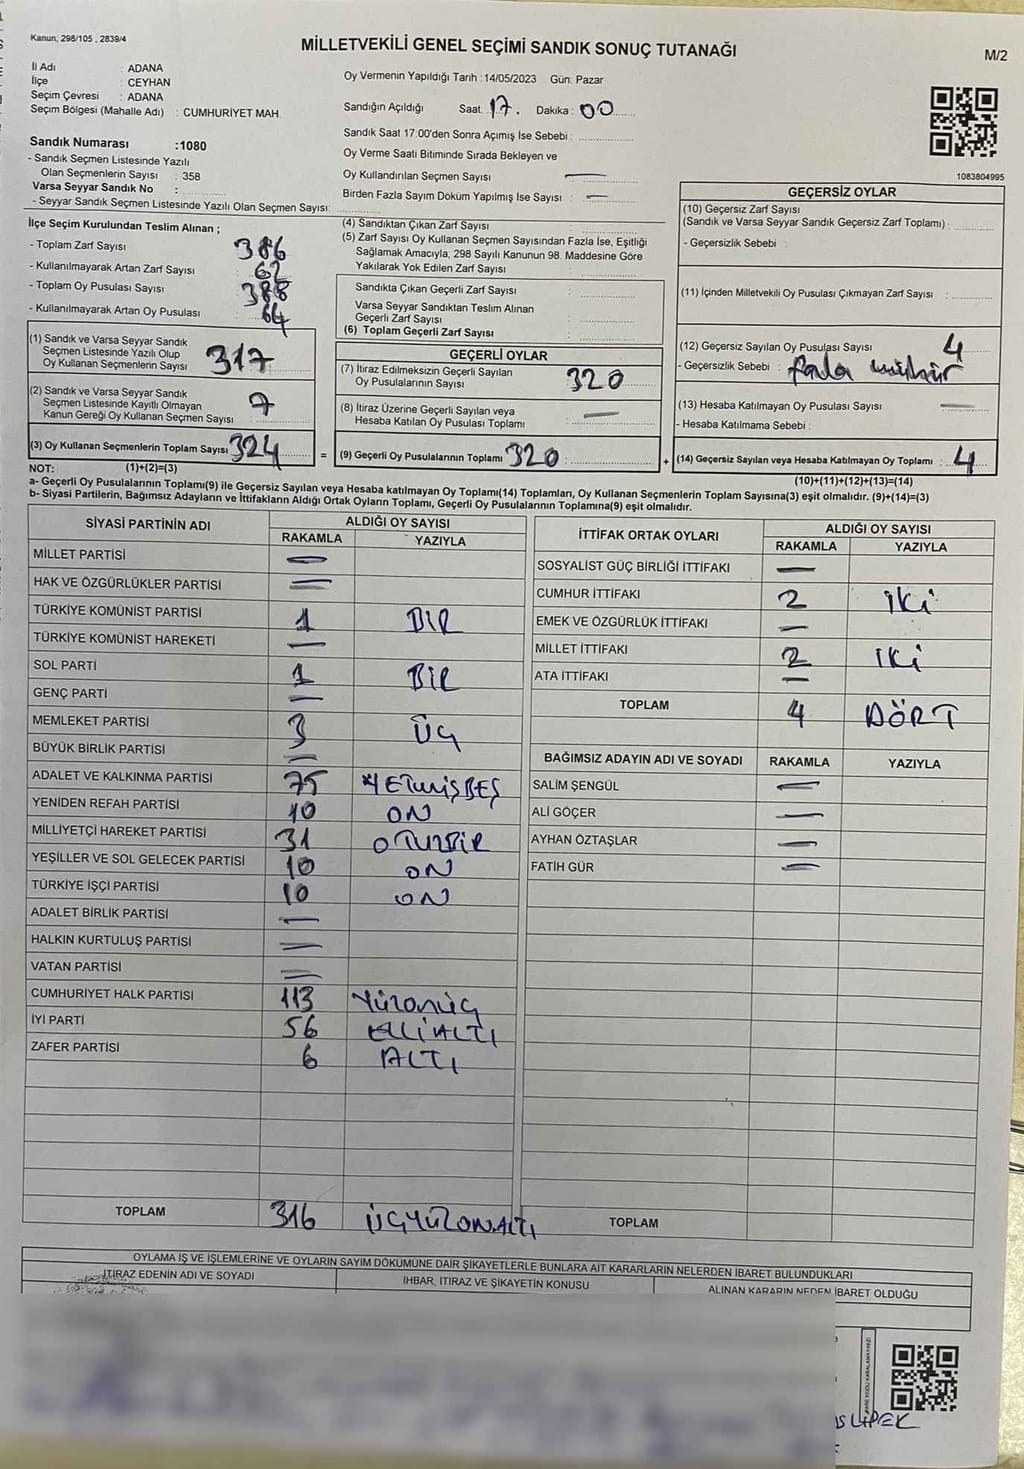 Kanun; 298/105 , 2839/4
MİLLETVEKİLİ GENEL SEÇİMİ SANDIK SONUÇ TUTANAĞI
M/2
İl Adı : ADANA
İlçe : CEYHAN
Seçim Çevresi : ADANA
Seçim Bölgesi (Mahalle Adı) : CUMHURİYET MAH.
Sandık Numarası :1080
- Sandık Seçmen Listesinde Yazılı
Olan Seçmenlerin Sayısı : 358
Varsa Seyyar Sandık No :
- Seyyar Sandık Seçmen Listesinde Yazılı Olan Seçmen Sayısı:
Oy Vermenin Yapıldığı Tarih :14/05/2023 Gün: Pazar
Sandığın Açıldığı Saat: 17. Dakika: 00
Sandık Saat 17:00'den Sonra Açımış İse Sebebi :
Oy Verme Saati Bitiminde Sırada Bekleyen ve
Oy Kullandırılan Seçmen Sayısı : —
Birden Fazla Sayım Döküm Yapılmış İse Sayısı : —
1083804995
İlçe Seçim Kurulundan Teslim Alınan ;
- Toplam Zarf Sayısı 386
- Kullanılmayarak Artan Zarf Sayısı 62
- Toplam Oy Pusulası Sayısı 388
- Kullanılmayarak Artan Oy Pusulası 64
(1) Sandık ve Varsa Seyyar Sandık
Seçmen Listesinde Yazılı Olup
Oy Kullanan Seçmenlerin Sayısı 317
(2) Sandık ve Varsa Seyyar Sandık
Seçmen Listesinde Kayıtlı Olmayan
Kanun Gereği Oy Kullanan Seçmen Sayısı : 7
(3) Oy Kullanan Seçmenlerin Toplam Sayısı 324
(4) Sandıktan Çıkan Zarf Sayısı :
(5) Zarf Sayısı Oy Kullanan Seçmen Sayısından Fazla İse, Eşitliği
Sağlamak Amacıyla, 298 Sayılı Kanunun 98. Maddesine Göre
Yakılarak Yok Edilen Zarf Sayısı :
Sandıkta Çıkan Geçerli Zarf Sayısı :
Varsa Seyyar Sandıktan Teslim Alınan
Geçerli Zarf Sayısı :
(6) Toplam Geçerli Zarf Sayısı :
GEÇERLİ OYLAR
(7) İtiraz Edilmeksizin Geçerli Sayılan
Oy Pusulalarının Sayısı 320
(8) İtiraz Üzerine Geçerli Sayılan veya
Hesaba Katılan Oy Pusulası Toplamı : —
= (9) Geçerli Oy Pusulalarının Toplamı 320
GEÇERSİZ OYLAR
(10) Geçersiz Zarf Sayısı
(Sandık ve Varsa Seyyar Sandık Geçersiz Zarf Toplamı) :
- Geçersizlik Sebebi :
(11) İçinden Milletvekili Oy Pusulası Çıkmayan Zarf Sayısı :
(12) Geçersiz Sayılan Oy Pusulası Sayısı : 4
- Geçersizlik Sebebi : fazla mühür
(13) Hesaba Katılmayan Oy Pusulası Sayısı : —
- Hesaba Katılmama Sebebi :
+ (14) Geçersiz Sayılan veya Hesaba Katılmayan Oy Toplamı : 4
NOT: (1)+(2)=(3)
(10)+(11)+(12)+(13)=(14)
a- Geçerli Oy Pusulalarının Toplamı(9) ile Geçersiz Sayılan veya Hesaba katılmayan Oy Toplamı(14) Toplamları, Oy Kullanan Seçmenlerin Toplam Sayısına(3) eşit olmalıdır. (9)+(14)=(3)
b- Siyasi Partilerin, Bağımsız Adayların ve İttifakların Aldığı Ortak Oyların Toplamı, Geçerli Oy Pusulalarının Toplamına(9) eşit olmalıdır.
SİYASİ PARTİNİN ADI ALDIĞI OY SAYISI
RAKAMLA YAZIYLA
MİLLET PARTİSİ —
HAK VE ÖZGÜRLÜKLER PARTİSİ —
TÜRKİYE KOMÜNİST PARTİSİ 1 BİR
TÜRKİYE KOMÜNİST HAREKETİ —
SOL PARTİ 1 BİR
GENÇ PARTİ —
MEMLEKET PARTİSİ 3 ÜÇ
BÜYÜK BİRLİK PARTİSİ —
ADALET VE KALKINMA PARTİSİ 75 YETMİŞBEŞ
YENİDEN REFAH PARTİSİ 10 ON
MİLLİYETÇİ HAREKET PARTİSİ 31 OTUZBİR
YEŞİLLER VE SOL GELECEK PARTİSİ 10 ON
TÜRKİYE İŞÇİ PARTİSİ 10 ON
ADALET BİRLİK PARTİSİ —
HALKIN KURTULUŞ PARTİSİ —
VATAN PARTİSİ —
CUMHURİYET HALK PARTİSİ 113 Yüzonüç
İYİ PARTİ 56 ELLİALTI
ZAFER PARTİSİ 6 ALTI
TOPLAM 316 ÜÇYÜZONALTI
İTTİFAK ORTAK OYLARI ALDIĞI OY SAYISI
RAKAMLA YAZIYLA
SOSYALİST GÜÇ BİRLİĞİ İTTİFAKI —
CUMHUR İTTİFAKI 2 İKİ
EMEK VE ÖZGÜRLÜK İTTİFAKI —
MİLLET İTTİFAKI 2 İKİ
ATA İTTİFAKI —
TOPLAM 4 DÖRT
BAĞIMSIZ ADAYIN ADI VE SOYADI RAKAMLA YAZIYLA
SALİM ŞENGÜL —
ALİ GÖÇER —
AYHAN ÖZTAŞLAR —
FATİH GÜR —
TOPLAM
OYLAMA İŞ VE İŞLEMLERİNE VE OYLARIN SAYIM DÖKÜMÜNE DAİR ŞİKAYETLERLE BUNLARA AİT KARARLARIN NELERDEN İBARET BULUNDUKLARI
İTİRAZ EDENİN ADI VE SOYADI
İHBAR, İTİRAZ VE ŞİKAYETİN KONUSU
ALINAN KARARIN NEDEN İBARET OLDUĞU